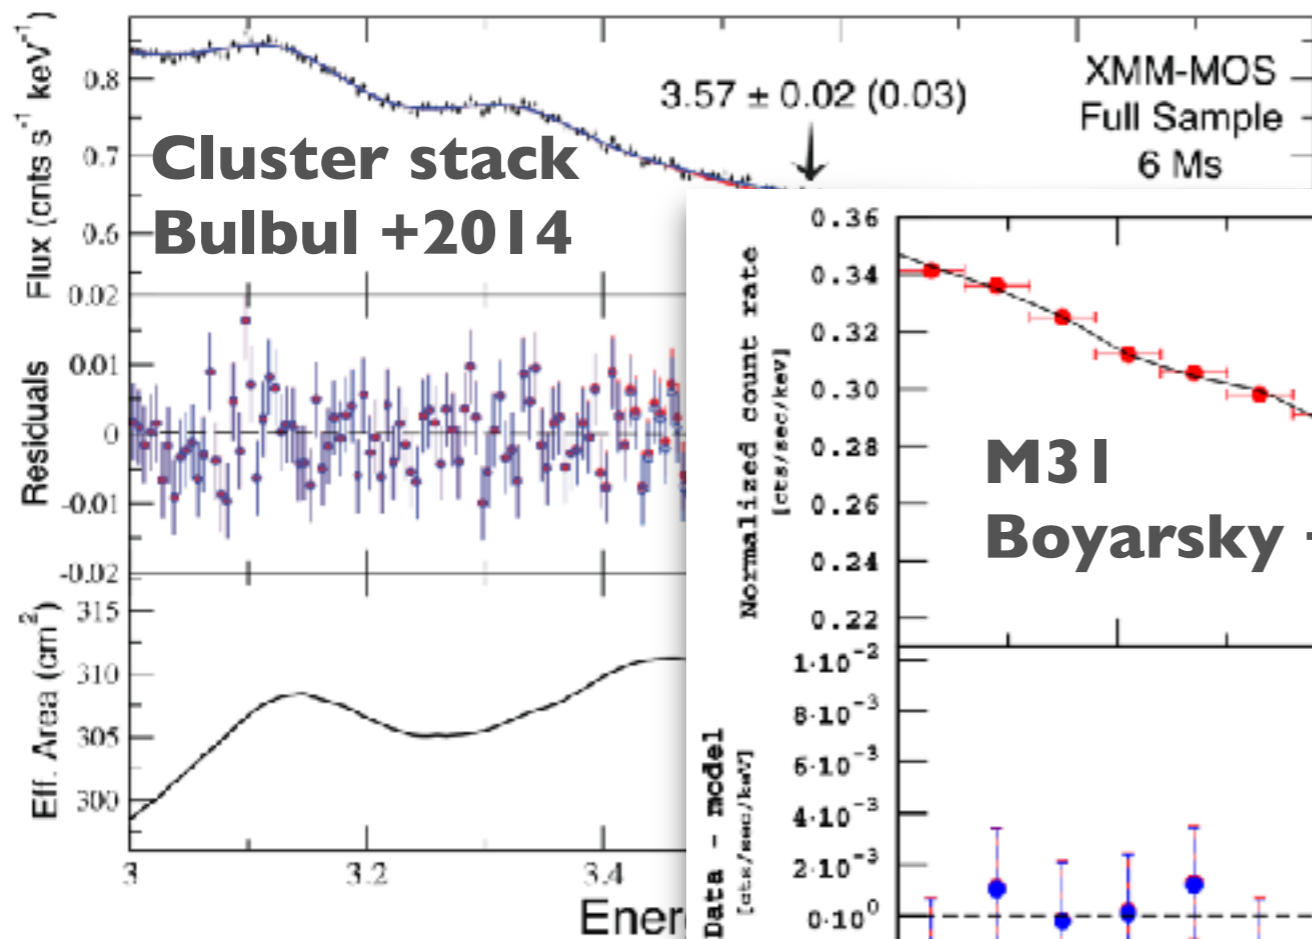 Flux (cnts s⁻¹ keV⁻¹)
0.8
0.7
0.6
3.57 ± 0.02 (0.03)
XMM-MOS
Full Sample
6 Ms
Cluster stack
Bulbul +2014
Residuals
0.02
0.01
0
-0.01
-0.02
Eff. Area (cm²)
315
310
305
300
3
3.2
3.4
Ener
Normalized count rate
[cts/sec/keV]
0.36
0.34
0.32
0.30
0.28
0.26
0.24
0.22
M31
Boyarsky
Data - model
[cts/sec/keV]
1·10⁻²
8·10⁻³
6·10⁻³
4·10⁻³
2·10⁻³
0·10⁰